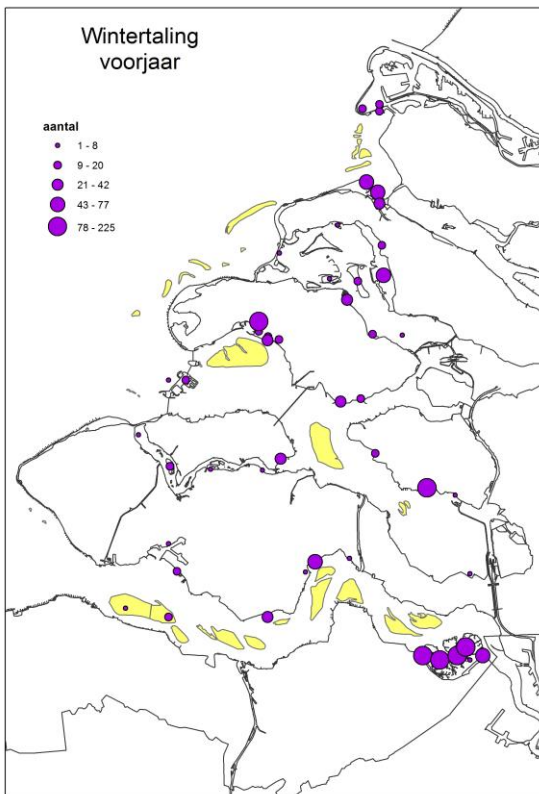 Wintertaling
voorjaar
aantal
1 - 8
9 - 20
21 - 42
43 - 77
78 - 225